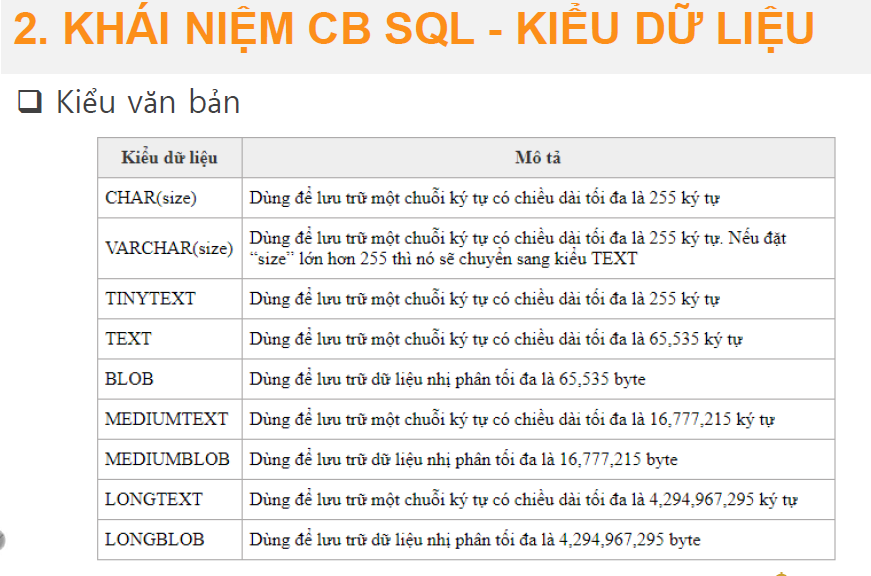 2. KHÁI NIỆM CB SQL - KIỂU DỮ LIỆU
Kiểu văn bản
Kiểu dữ liệu Mô tả
CHAR(size) Dùng để lưu trữ một chuỗi ký tự có chiều dài tối đa là 255 ký tự
VARCHAR(size) Dùng để lưu trữ một chuỗi ký tự có chiều dài tối đa là 255 ký tự. Nếu đặt
“size” lớn hơn 255 thì nó sẽ chuyển sang kiểu TEXT
TINYTEXT Dùng để lưu trữ một chuỗi ký tự có chiều dài tối đa là 255 ký tự
TEXT Dùng để lưu trữ một chuỗi ký tự có chiều dài tối đa là 65,535 ký tự
BLOB Dùng để lưu trữ dữ liệu nhị phân tối đa là 65,535 byte
MEDIUMTEXT Dùng để lưu trữ một chuỗi ký tự có chiều dài tối đa là 16,777,215 ký tự
MEDIUMBLOB Dùng để lưu trữ dữ liệu nhị phân tối đa là 16,777,215 byte
LONGTEXT Dùng để lưu trữ một chuỗi ký tự có chiều dài tối đa là 4,294,967,295 ký tự
LONGBLOB Dùng để lưu trữ dữ liệu nhị phân tối đa là 4,294,967,295 byte